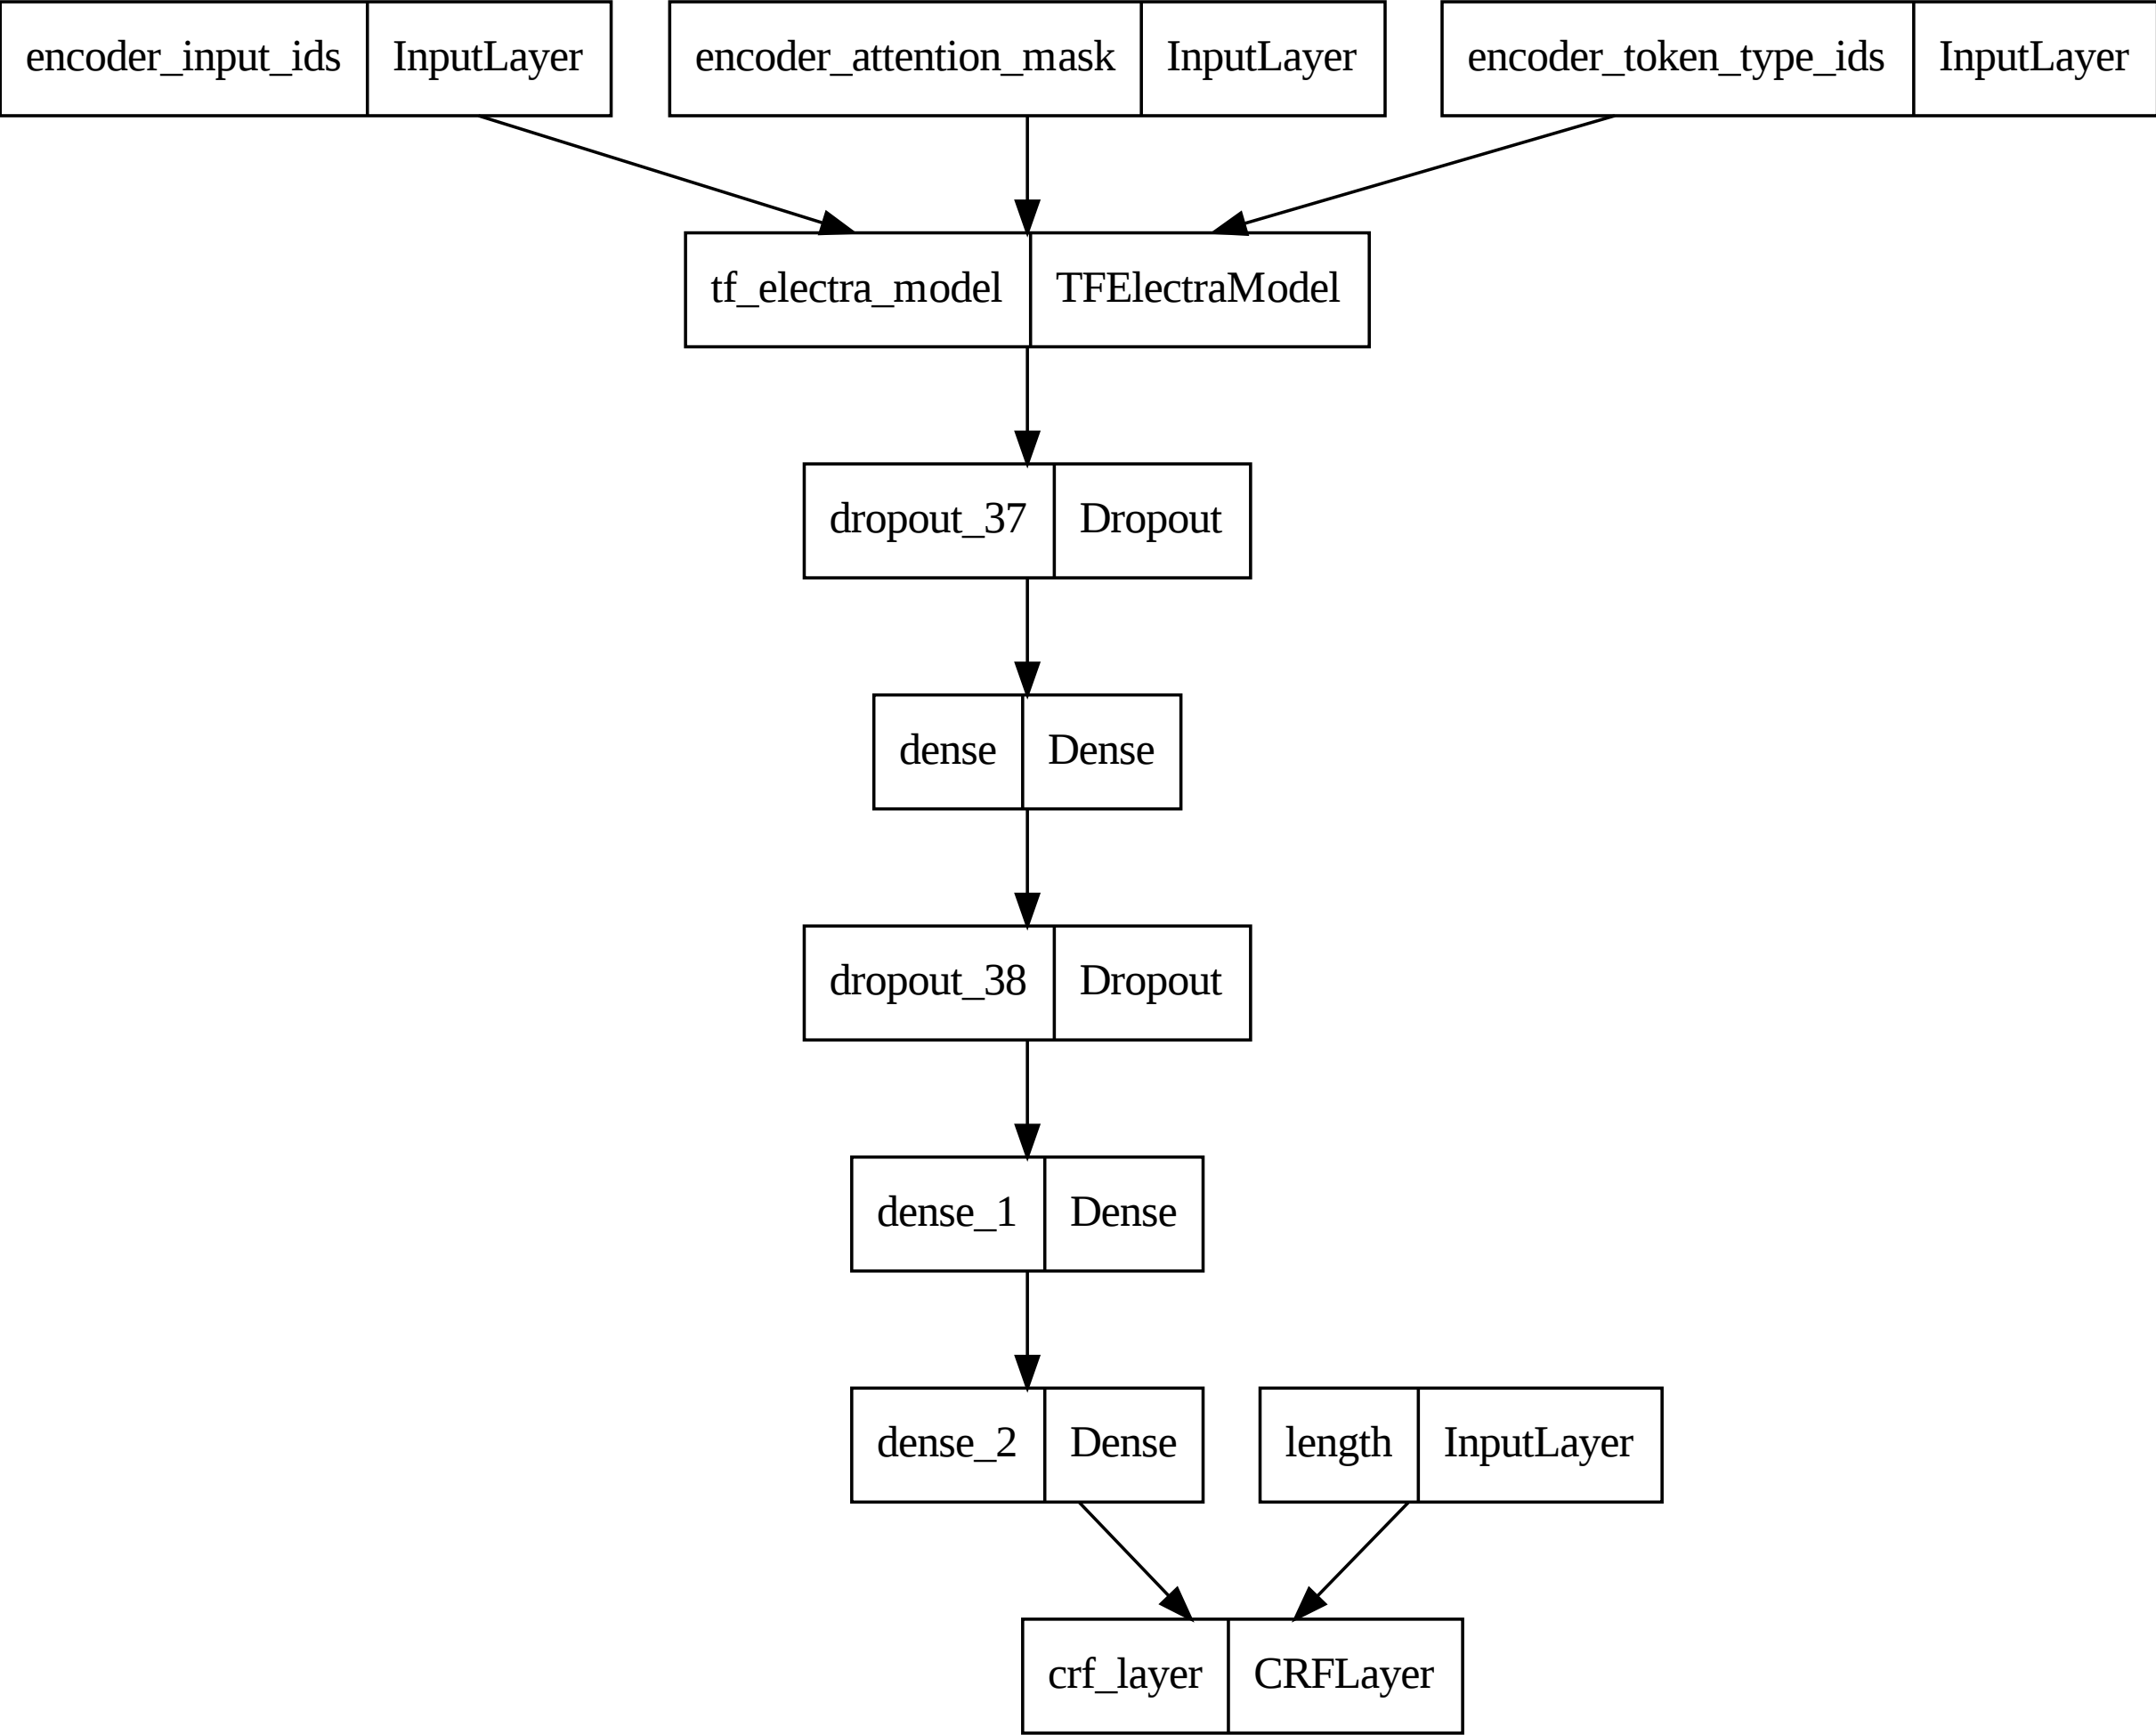 encoder_input_ids InputLayer encoder_attention_mask InputLayer encoder_token_type_ids InputLayer
tf_electra_model TFElectraModel
dropout_37 Dropout
dense Dense
dropout_38 Dropout
dense_1 Dense
dense_2 Dense length InputLayer
crf_layer CRFLayer